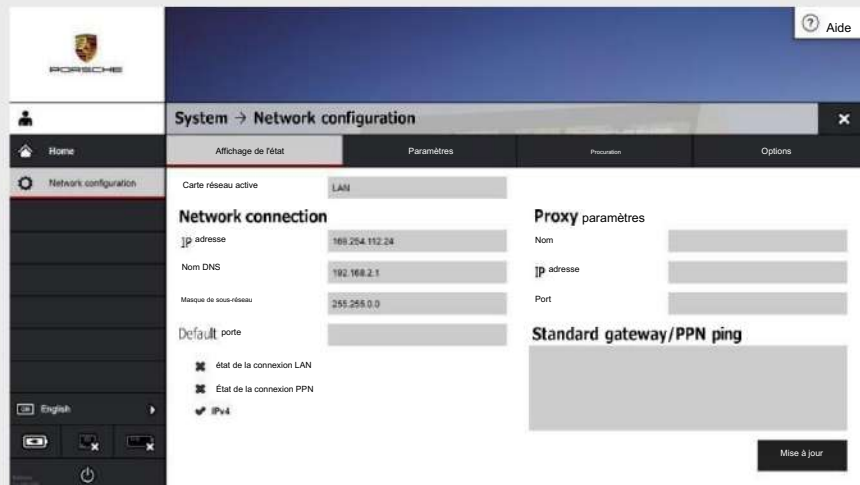 Aide
PORSCHE
System → Network configuration
Home
Affichage de l'état
Paramètres
Procuration
Options
Network configuration
Carte réseau active
LAN
Network connection
IP adresse
169.254.112.24
Nom DNS
192.168.2.1
Masque de sous-réseau
255.255.0.0
Default porte
état de la connexion LAN
État de la connexion PPN
IPv4
Proxy paramètres
Nom
IP adresse
Port
Standard gateway/PPN ping
Mise à jour
English